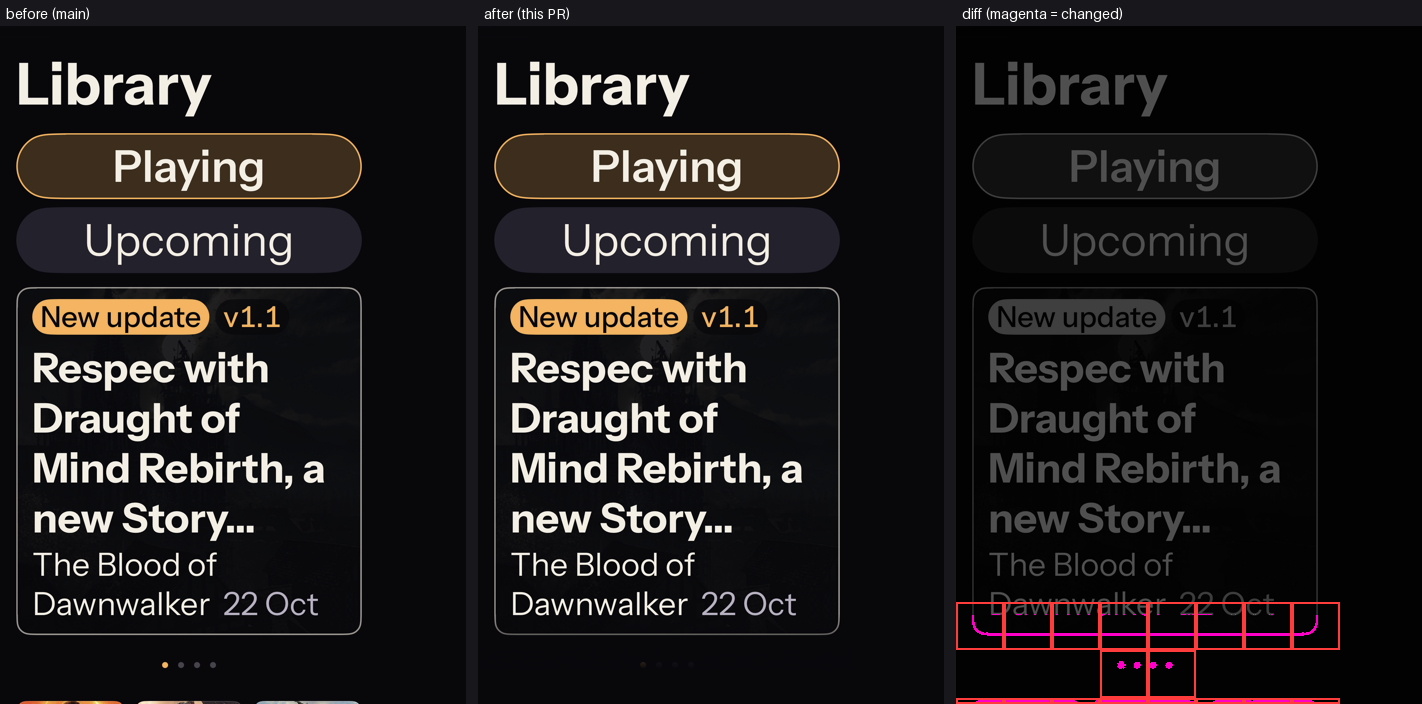 before (main)
after (this PR)
diff (magenta = changed)
Library
Playing
Upcoming
New update v1.1
Respec with
Draught of
Mind Rebirth, a
new Story...
The Blood of
Dawnwalker 22 Oct
Library
Playing
Upcoming
New update v1.1
Respec with
Draught of
Mind Rebirth, a
new Story...
The Blood of
Dawnwalker 22 Oct
Library
Playing
Upcoming
New update v1.1
Respec with
Draught of
Mind Rebirth, a
new Story...
The Blood of
Dawnwalker 22 Oct